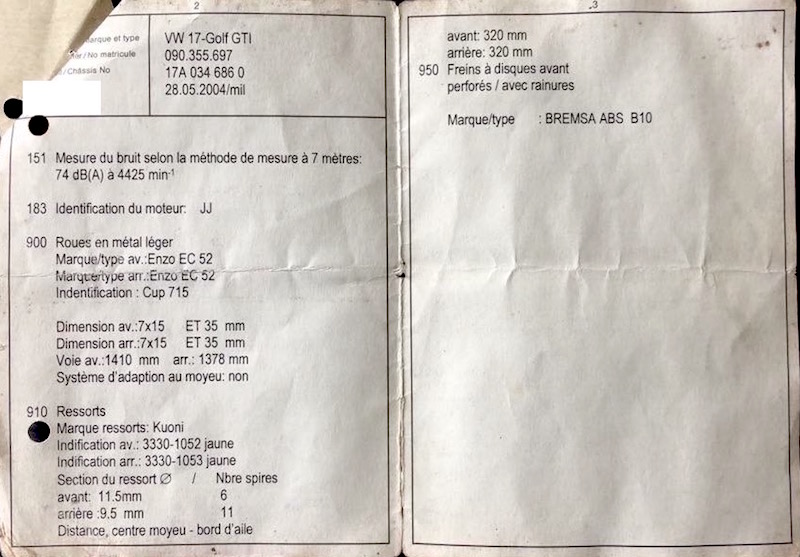 2
arque et type
VW 17-Golf GTI
/ No matricule
090.355.697
/ Châssis No
17A 034 686 0
28.05.2004/mil
151 Mesure du bruit selon la méthode de mesure à 7 mètres:
74 dB(A) à 4425 min-¹
183 Identification du moteur: JJ
900 Roues en métal léger
Marque/type av.:Enzo EC 52
Marque/type arr.:Enzo EC 52
Indentification : Cup 715
Dimension av.:7x15 ET 35 mm
Dimension arr.:7x15 ET 35 mm
Voie av.:1410 mm arr.: 1378 mm
Système d'adaption au moyeu: non
910 Ressorts
Marque ressorts: Kuoni
Indification av.: 3330-1052 jaune
Indification arr.: 3330-1053 jaune
Section du ressort ∅ / Nbre spires
avant: 11.5mm 6
arrière :9.5 mm 11
Distance, centre moyeu - bord d'aile
3
avant: 320 mm
arrière: 320 mm
950 Freins à disques avant
perforés / avec rainures
Marque/type : BREMSA ABS B10